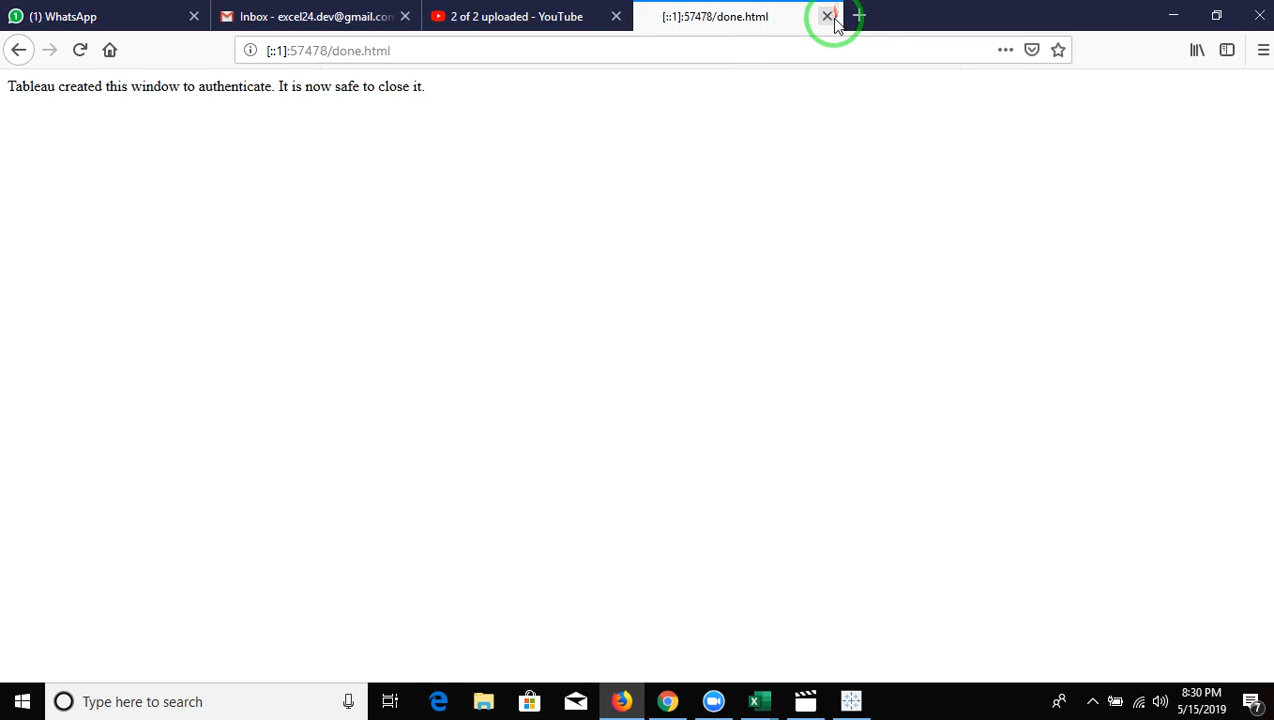 (1) WhatsApp
Inbox - excel24.dev@gmail.con
2 of 2 uploaded - YouTube
[::1]:57478/done.html
[::1]:57478/done.html
Tableau created this window to authenticate. It is now safe to close it.
Type here to search
8:30 PM
5/15/2019
7